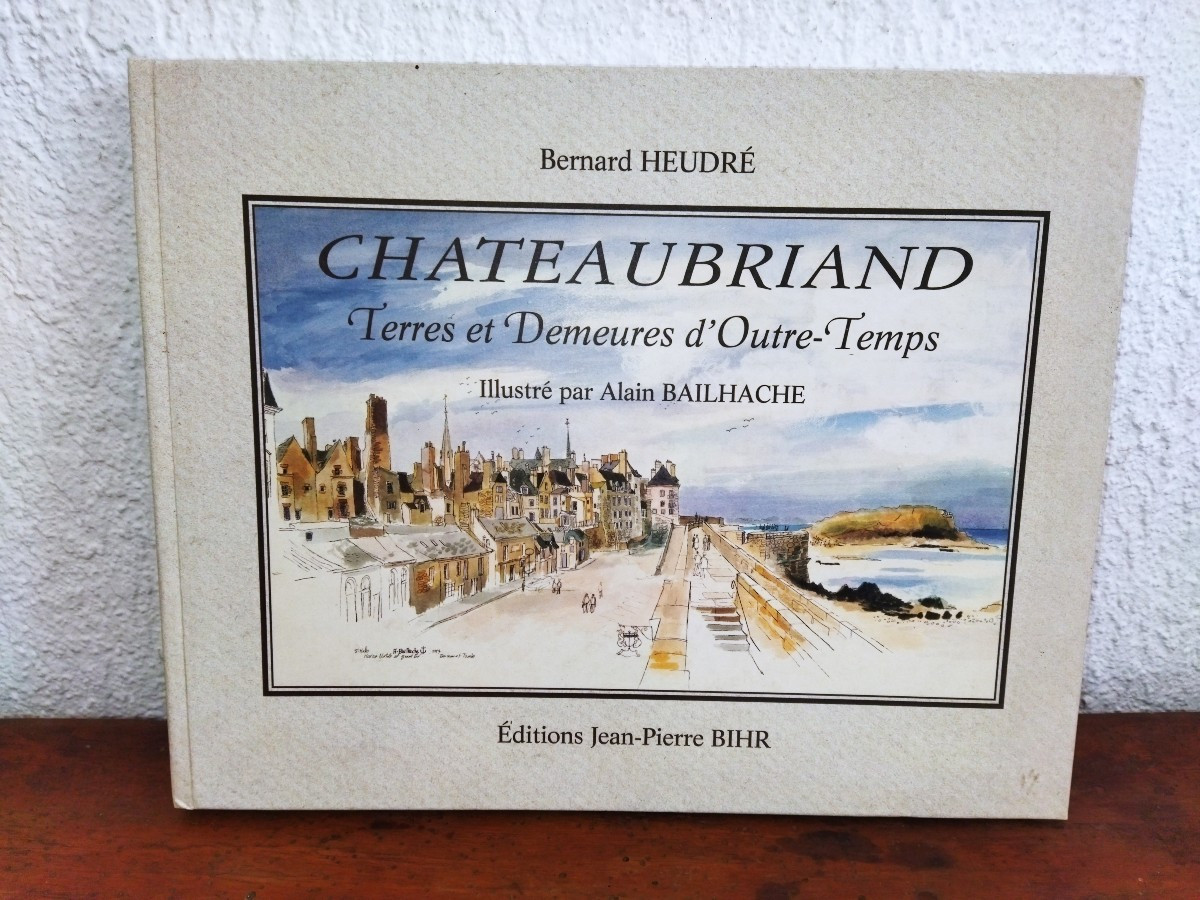 Bernard HEUDRÉ
CHATEAUBRIAND
Terres et Demeures d'Outre-Temps
Illustré par Alain BAILHACHE
Éditions Jean-Pierre BIHR